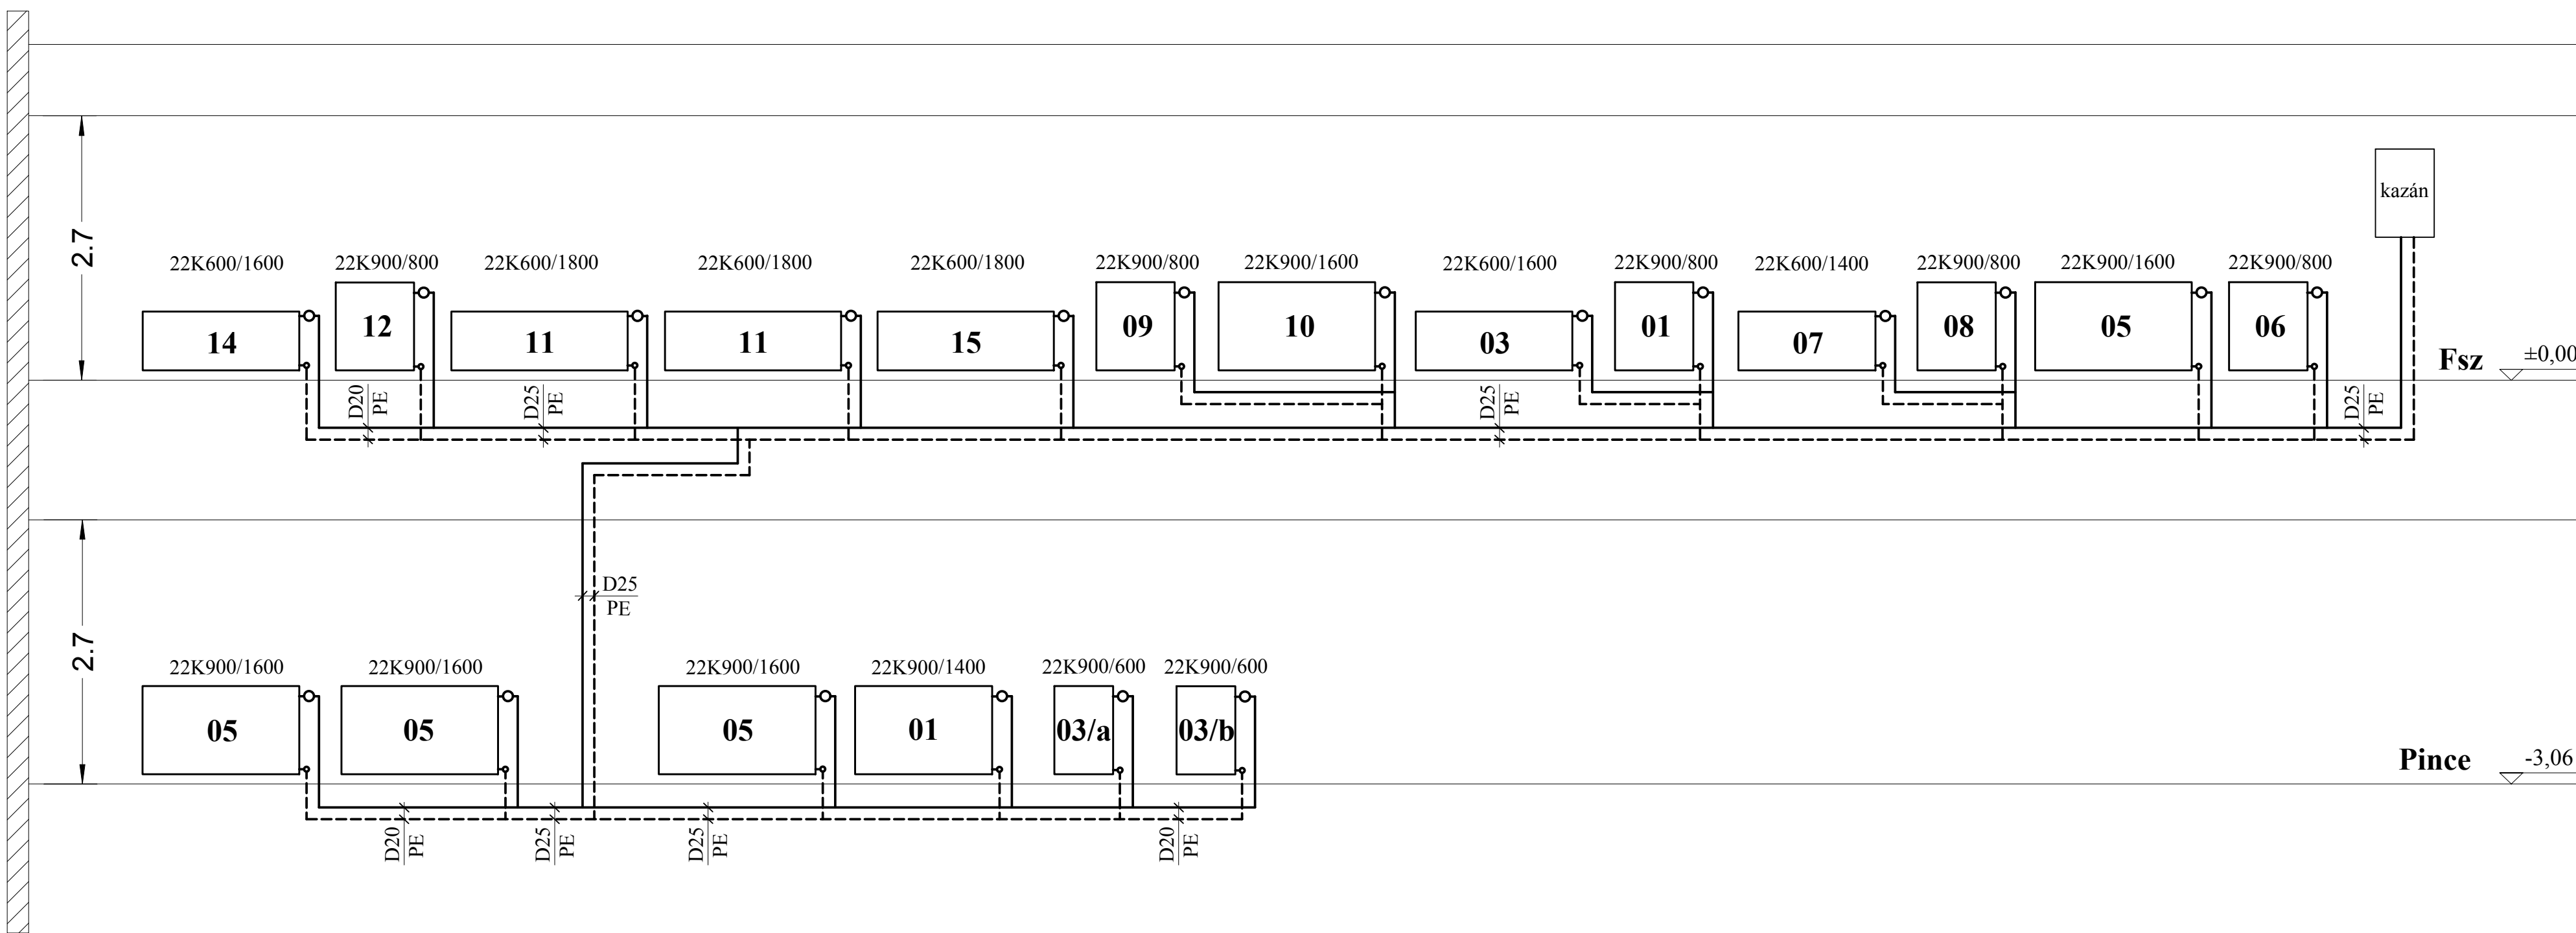 kazán
2.7
22K600/1600
22K900/800
22K600/1800
22K600/1800
22K600/1800
22K900/800
22K900/1600
22K600/1600
22K900/800
22K600/1400
22K900/800
22K900/1600
22K900/800
14
12
11
11
15
09
10
03
01
07
08
05
06
Fsz
±0,00
D20
PE
D25
PE
D25
PE
D25
PE
D25
PE
2.7
22K900/1600
22K900/1600
22K900/1600
22K900/1400
22K900/600
22K900/600
05
05
05
01
03/a
03/b
Pince
-3,06
D20
PE
D25
PE
D25
PE
D20
PE